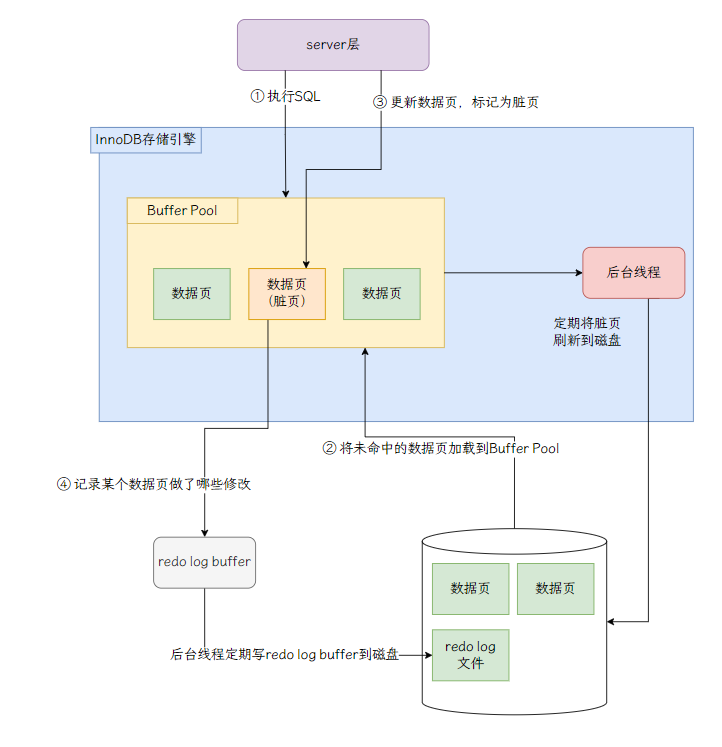 server层
① 执行SQL
③ 更新数据页，标记为脏页
InnoDB存储引擎
Buffer Pool
数据页
数据页
（脏页）
数据页
后台线程
定期将脏页
刷新到磁盘
② 将未命中的数据页加载到Buffer Pool
④ 记录某个数据页做了哪些修改
redo log buffer
数据页
数据页
redo log
文件
后台线程定期写redo log buffer到磁盘